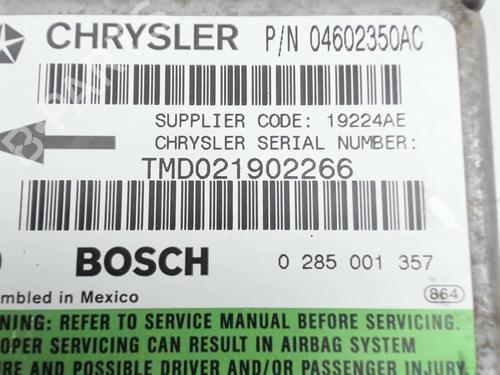 CHRYSLER P/N 04602350AC
SUPPLIER CODE: 19224AE
CHRYSLER SERIAL NUMBER:
TMD021902266
BOSCH 0 285 001 357
mbled in Mexico 864
NING: REFER TO SERVICE MANUAL BEFORE SERVICING.
OPER SERVICING CAN RESULT IN AIRBAG SYSTEM
URE AND POSSIBLE DRIVER AND/OR PASSENGER INJURY.